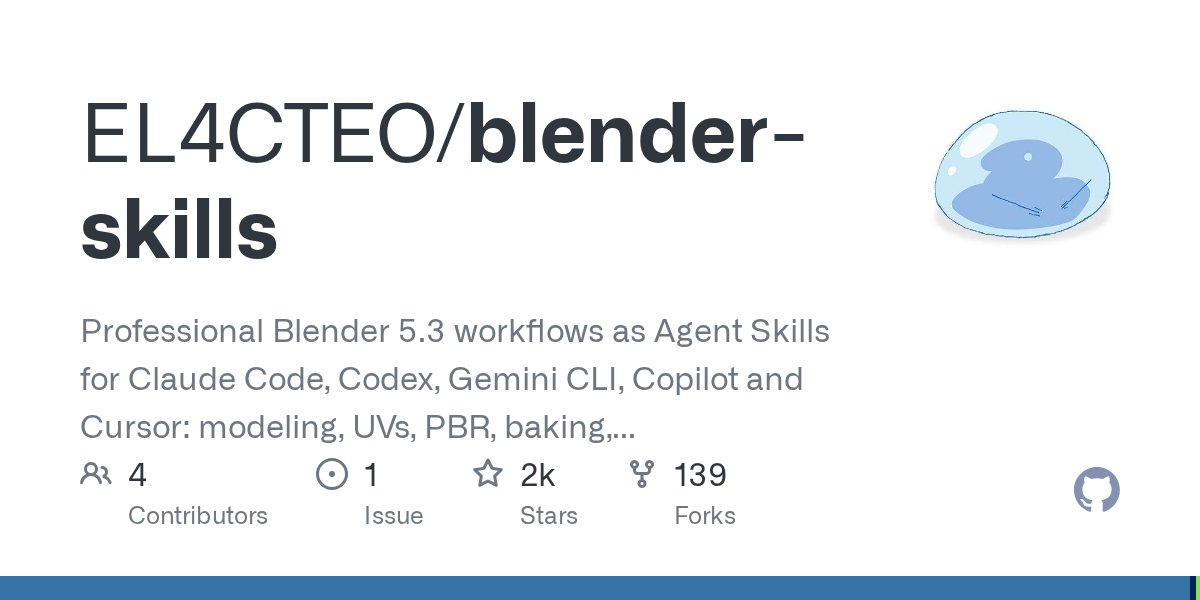 EL4CTEO/blender-
skills
Professional Blender 5.3 workflows as Agent Skills
for Claude Code, Codex, Gemini CLI, Copilot and
Cursor: modeling, UVs, PBR, baking,...
4 1 2k 139
Contributors Issue Stars Forks